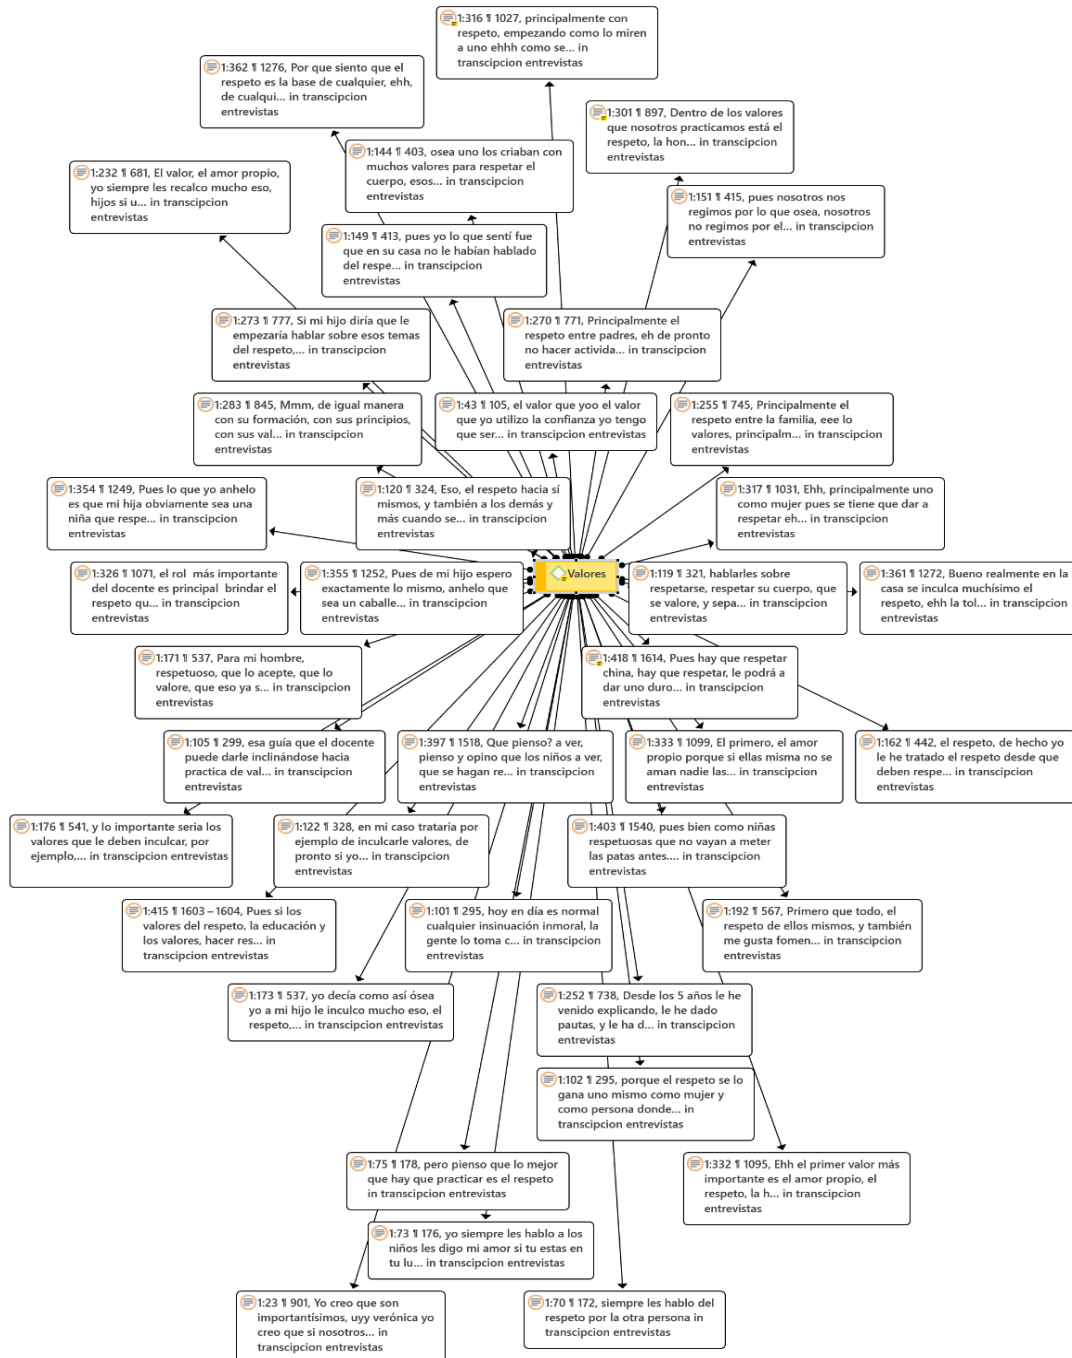 1:316 ¶ 1027, principalmente con
respeto, empezando como lo miren
a uno ehhh como se... in
transcipcion entrevistas
1:362 ¶ 1276, Por que siento que el
respeto es la base de cualquier, ehh,
de cualqui... in transcipcion
entrevistas
1:301 ¶ 897, Dentro de los valores
que nosotros practicamos está el
respeto, la hon... in transcipcion
entrevistas
1:144 ¶ 403, osea uno los criaban con
muchos valores para respetar el
cuerpo, esos... in transcipcion
entrevistas
1:232 ¶ 681, El valor, el amor propio,
yo siempre les recalco mucho eso,
hijos si u... in transcipcion
entrevistas
1:151 ¶ 415, pues nosotros nos
regimos por lo que osea, nosotros
no regimos por el... in transcipcion
entrevistas
1:149 ¶ 413, pues yo lo que sentí fue
que en su casa no le habían hablado
del respe... in transcipcion
entrevistas
1:273 ¶ 777, Si mi hijo diría que le
empezaría hablar sobre esos temas
del respeto,... in transcipcion
entrevistas
1:270 ¶ 771, Principalmente el
respeto entre padres, eh de pronto
no hacer activida... in transcipcion
entrevistas
1:283 ¶ 845, Mmm, de igual manera
con su formación, con sus principios,
con sus val... in transcipcion
entrevistas
1:43 ¶ 105, el valor que yoo el valor
que yo utilizo la confianza yo tengo
que ser... in transcipcion entrevistas
1:255 ¶ 745, Principalmente el
respeto entre la familia, eee lo
valores, principalm... in transcipcion
entrevistas
1:354 ¶ 1249, Pues lo que yo anhelo
es que mi hija obviamente sea una
niña que respe... in transcipcion
entrevistas
1:120 ¶ 324, Eso, el respeto hacia sí
mismos, y también a los demás y
más cuando se... in transcipcion
entrevistas
1:317 ¶ 1031, Ehh, principalmente uno
como mujer pues se tiene que dar a
respetar eh... in transcipcion
entrevistas
1:326 ¶ 1071, el rol más importante
del docente es principal brindar el
respeto qu... in transcipcion
entrevistas
1:355 ¶ 1252, Pues de mi hijo espero
exactamente lo mismo, anhelo que
sea un caballe... in transcipcion
entrevistas
Valores
1:119 ¶ 321, hablarles sobre
respetarse, respetar su cuerpo, que
se valore, y sepa... in transcipcion
entrevistas
1:361 ¶ 1272, Bueno realmente en la
casa se inculca muchísimo el
respeto, ehh la tol... in transcipcion
entrevistas
1:171 ¶ 537, Para mi hombre,
respetuoso, que lo acepte, que lo
valore, que eso ya s... in transcipcion
entrevistas
1:418 ¶ 1614, Pues hay que respetar
china, hay que respetar, le podrá a
dar uno duro... in transcipcion
entrevistas
1:105 ¶ 299, esa guía que el docente
puede darle inclinándose hacia
practica de val... in transcipcion
entrevistas
1:397 ¶ 1518, Que pienso? a ver,
pienso y opino que los niños a ver,
que se hagan re... in transcipcion
entrevistas
1:333 ¶ 1099, El primero, el amor
propio porque si ellas misma no se
aman nadie las... in transcipcion
entrevistas
1:162 ¶ 442, el respeto, de hecho yo
le he tratado el respeto desde que
deben respe... in transcipcion
entrevistas
1:176 ¶ 541, y lo importante seria los
valores que le deben inculcar, por
ejemplo,... in transcipcion entrevistas
1:122 ¶ 328, en mi caso trataría por
ejemplo de inculcarle valores, de
pronto si yo... in transcipcion
entrevistas
1:403 ¶ 1540, pues bien como niñas
respetuosas que no vayan a meter
las patas antes.... in transcipcion
entrevistas
1:415 ¶ 1603 – 1604, Pues si los
valores del respeto, la educación y
los valores, hacer res... in
transcipcion entrevistas
1:101 ¶ 295, hoy en día es normal
cualquier insinuación inmoral, la
gente lo toma c... in transcipcion
entrevistas
1:192 ¶ 567, Primero que todo, el
respeto de ellos mismos, y también
me gusta fomen... in transcipcion
entrevistas
1:173 ¶ 537, yo decía como así ósea
yo a mi hijo le inculco mucho eso, el
respeto,... in transcipcion entrevistas
1:252 ¶ 738, Desde los 5 años le he
venido explicando, le he dado
pautas, y le ha d... in transcipcion
entrevistas
1:102 ¶ 295, porque el respeto se lo
gana uno mismo como mujer y
como persona donde... in
transcipcion entrevistas
1:75 ¶ 178, pero pienso que lo mejor
que hay que practicar es el respeto
in transcipcion entrevistas
1:332 ¶ 1095, Ehh el primer valor más
importante es el amor propio, el
respeto, la h... in transcipcion
entrevistas
1:73 ¶ 176, yo siempre les hablo a los
niños les digo mi amor si tu estas en
tu lu... in transcipcion entrevistas
1:23 ¶ 901, Yo creo que son
importantísimos, uyy verónica yo
creo que si nosotros... in
transcipcion entrevistas
1:70 ¶ 172, siempre les hablo del
respeto por la otra persona in
transcipcion entrevistas